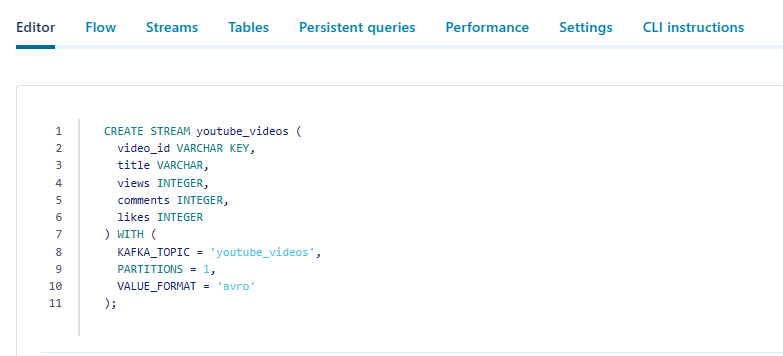 Editor Flow Streams Tables Persistent queries Performance Settings CLI instructions
1 CREATE STREAM youtube_videos (
2 video_id VARCHAR KEY,
3 title VARCHAR,
4 views INTEGER,
5 comments INTEGER,
6 likes INTEGER
7 ) WITH (
8 KAFKA_TOPIC = 'youtube_videos',
9 PARTITIONS = 1,
10 VALUE_FORMAT = 'avro'
11 );